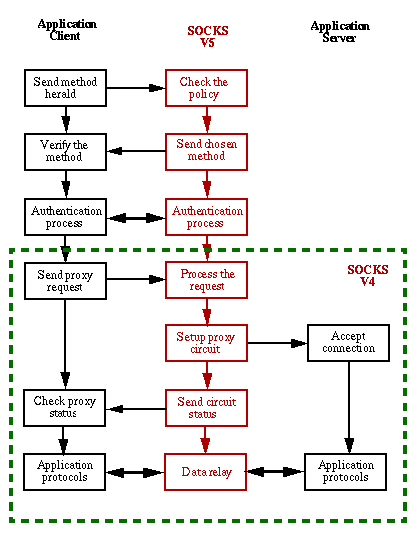 Application
Client
SOCKS
V5
Application
Server
Send method
herald
Check the
policy
Verify the
method
Send chosen
method
Authentication
process
Authentication
process
SOCKS
V4
Send proxy
request
Process the
request
Setup proxy
circuit
Accept
connection
Check proxy
status
Send circuit
status
Application
protocols
Data relay
Application
protocols